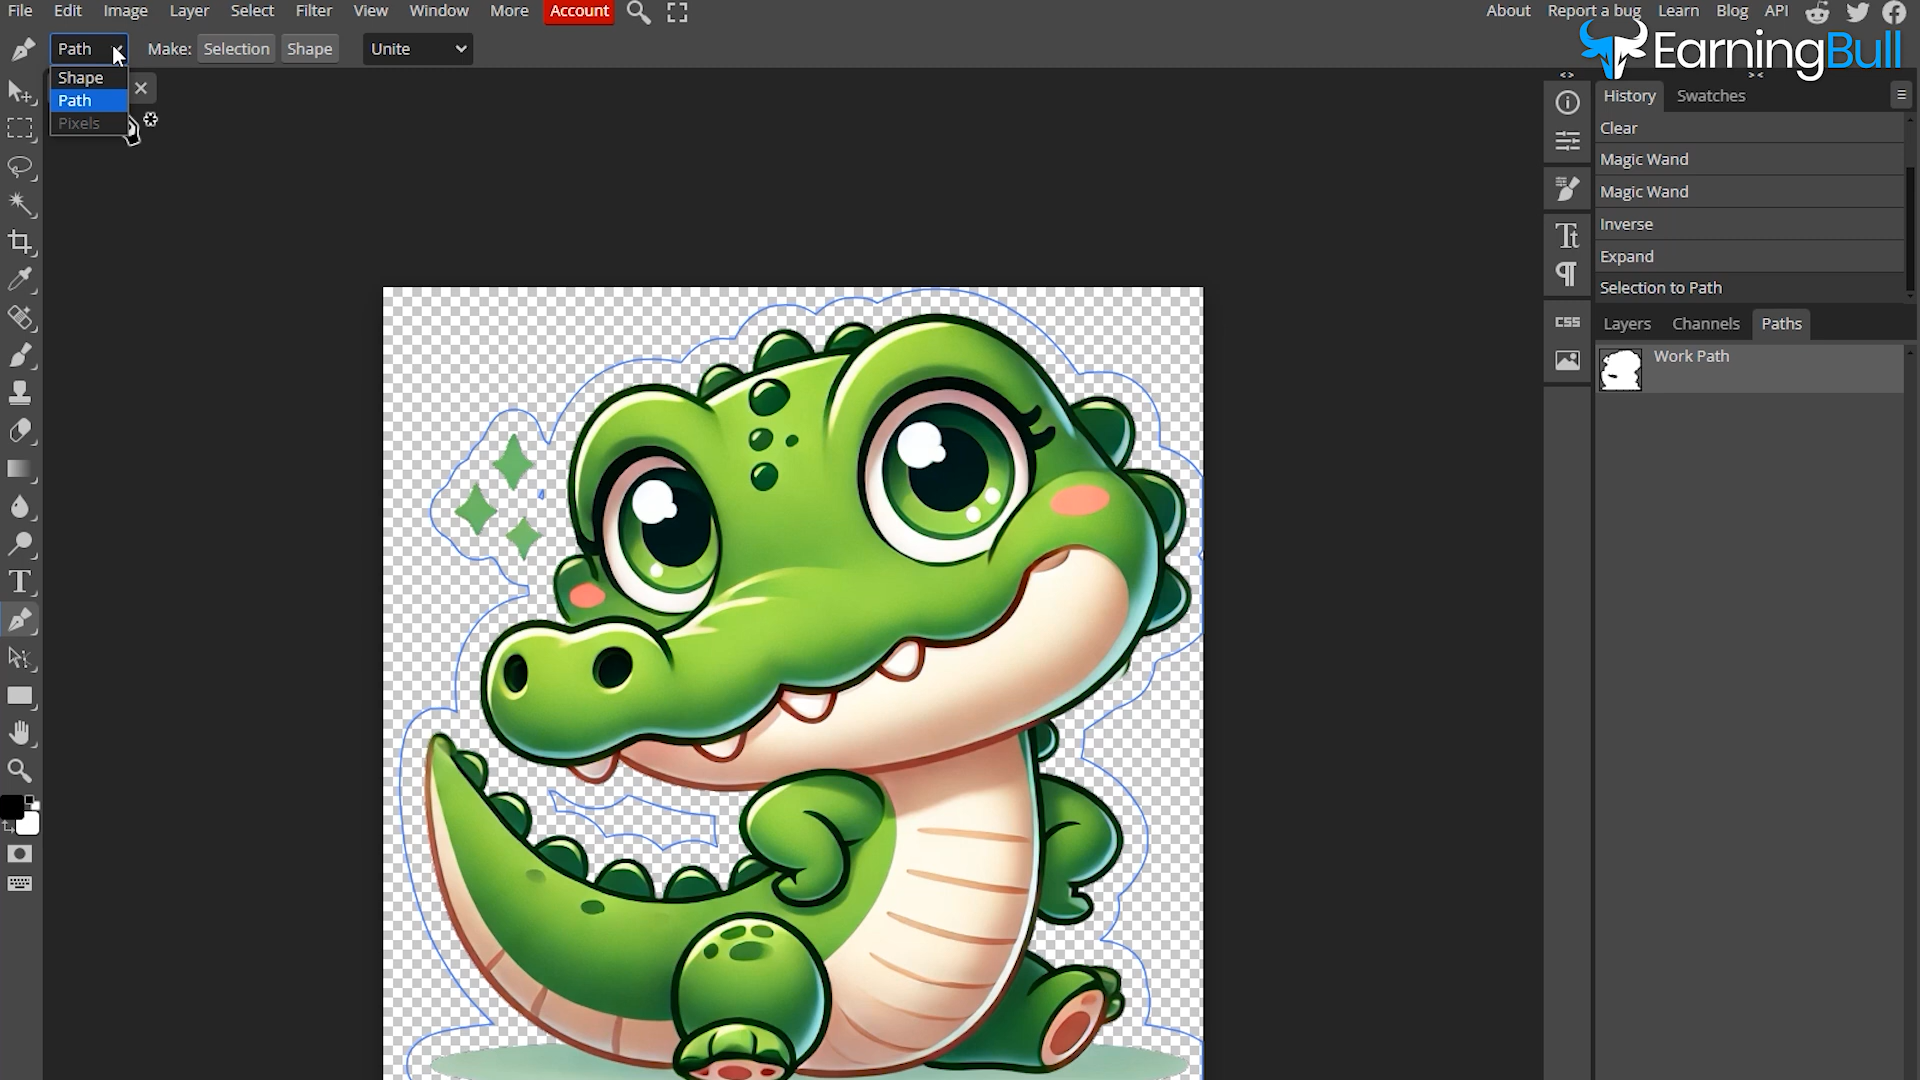 File Edit Image Layer Select Filter View Window More Account About Report a bug Learn Blog API
Path Make: Selection Shape Unite
EarningBull
Shape
Path
Pixels
History Swatches
Clear
Magic Wand
Magic Wand
Inverse
Expand
Selection to Path
CSS
Layers Channels Paths
Work Path